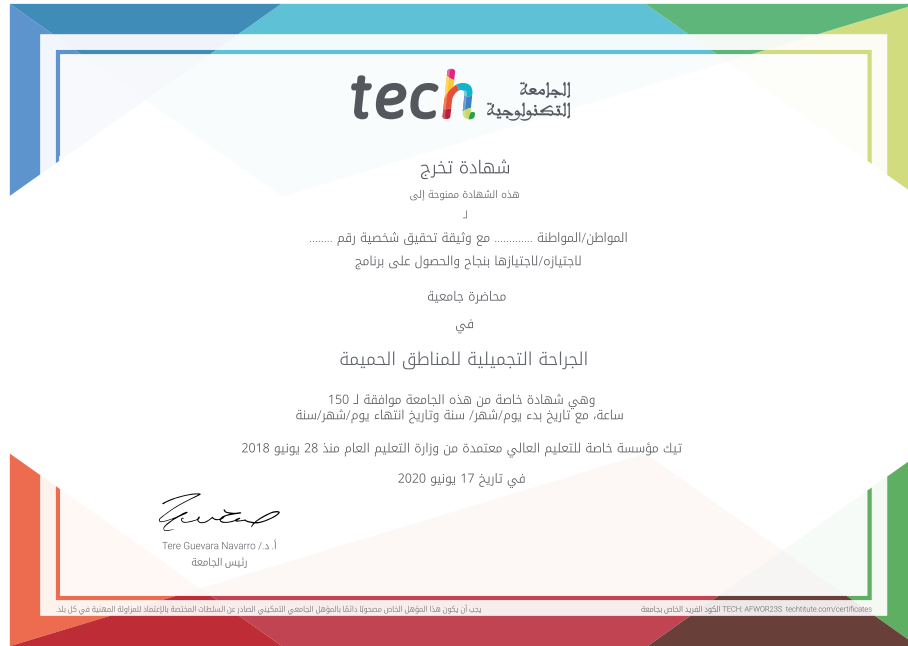 tech الجامعة
التكنولوجية
شهادة تخرج
هذه الشهادة ممنوحة إلى
لـ
المواطن/المواطنة ............ مع وثيقة تحقيق شخصية رقم ........
لاجتيازه/لاجتيازها بنجاح والحصول على برنامج
محاضرة جامعية
في
الجراحة التجميلية للمناطق الحميمة
وهي شهادة خاصة من هذه الجامعة موافقة لـ 150
ساعة، مع تاريخ بدء يوم/شهر/ سنة وتاريخ انتهاء يوم/شهر/سنة
تيك مؤسسة خاصة للتعليم العالي معتمدة من وزارة التعليم العام منذ 28 يونيو 2018
في تاريخ 17 يونيو 2020
أ. د./ Tere Guevara Navarro
رئيس الجامعة
يجب أن يكون هذا المؤهل الخاص مصحوبًا دائمًا بالمؤهل الجامعي التمكيني الصادر عن السلطات المختصة بالإعتماد للمزاولة المهنية في كل بلد.
الكود الفريد الخاص بجامعة TECH: AFWOR23S techtitute.com/certificates